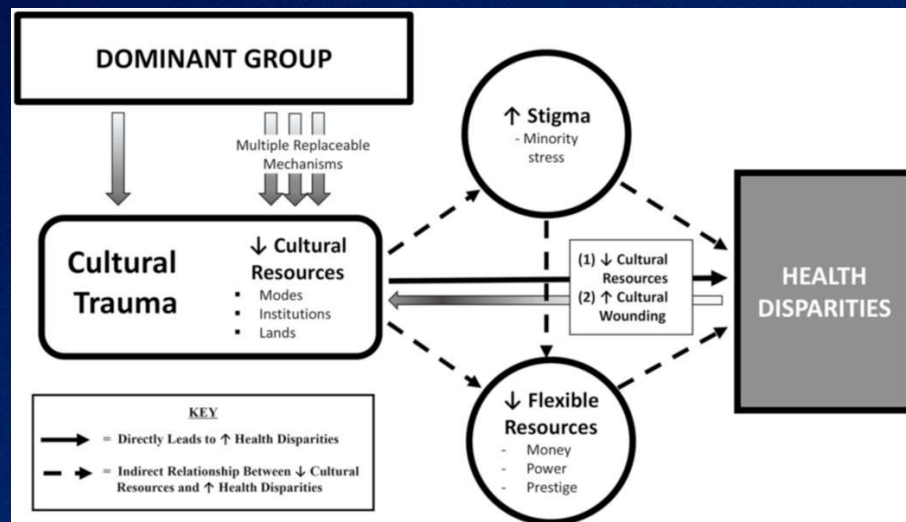 DOMINANT GROUP
Multiple Replaceable
Mechanisms
Cultural
Trauma
↓ Cultural
Resources
▪ Modes
▪ Institutions
▪ Lands
↑ Stigma
- Minority
stress
(1) ↓ Cultural
Resources
(2) ↑ Cultural
Wounding
↓ Flexible
Resources
- Money
- Power
- Prestige
HEALTH
DISPARITIES
KEY
= Directly Leads to ↑ Health Disparities
= Indirect Relationship Between ↓ Cultural
Resources and ↑ Health Disparities